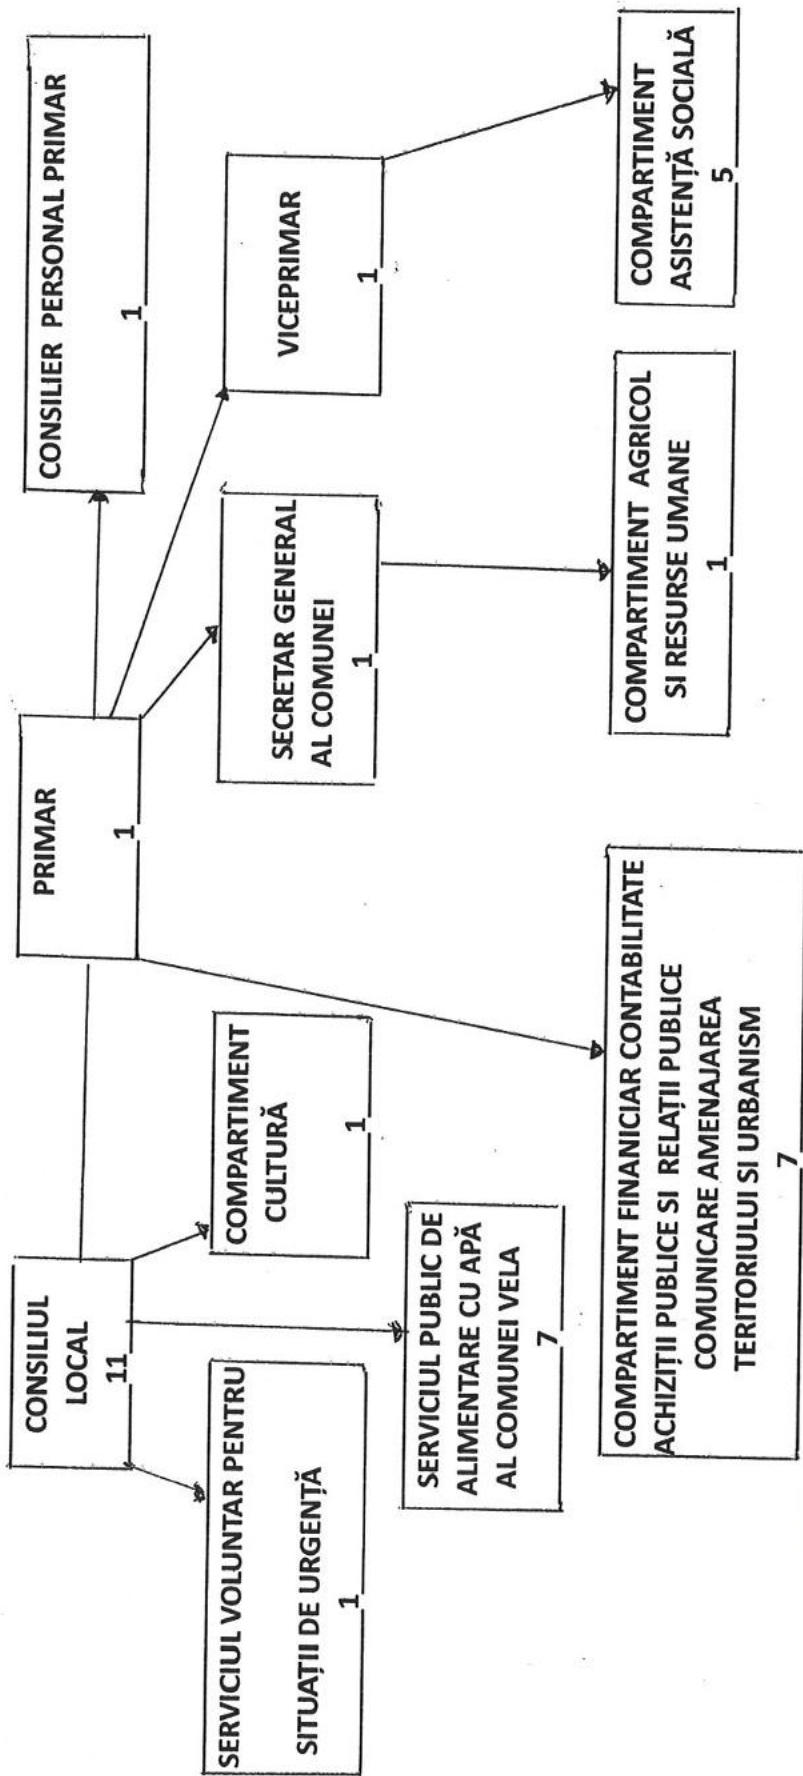 CONSILIUL
LOCAL
11
PRIMAR
1
CONSILIER PERSONAL PRIMAR
1
SERVICIUL VOLUNTAR PENTRU
SITUAȚII DE URGENȚĂ
1
COMPARTIMENT
CULTURĂ
1
SECRETAR GENERAL
AL COMUNEI
1
VICEPRIMAR
1
SERVICIUL PUBLIC DE
ALIMENTARE CU APĂ
AL COMUNEI VELA
7
COMPARTIMENT FINANICIAR CONTABILITATE
ACHIZIȚII PUBLICE SI RELAȚII PUBLICE
COMUNICARE AMENAJAREA
TERITORIULUI SI URBANISM
7
COMPARTIMENT AGRICOL
SI RESURSE UMANE
1
COMPARTIMENT
ASISTENȚĂ SOCIALĂ
5